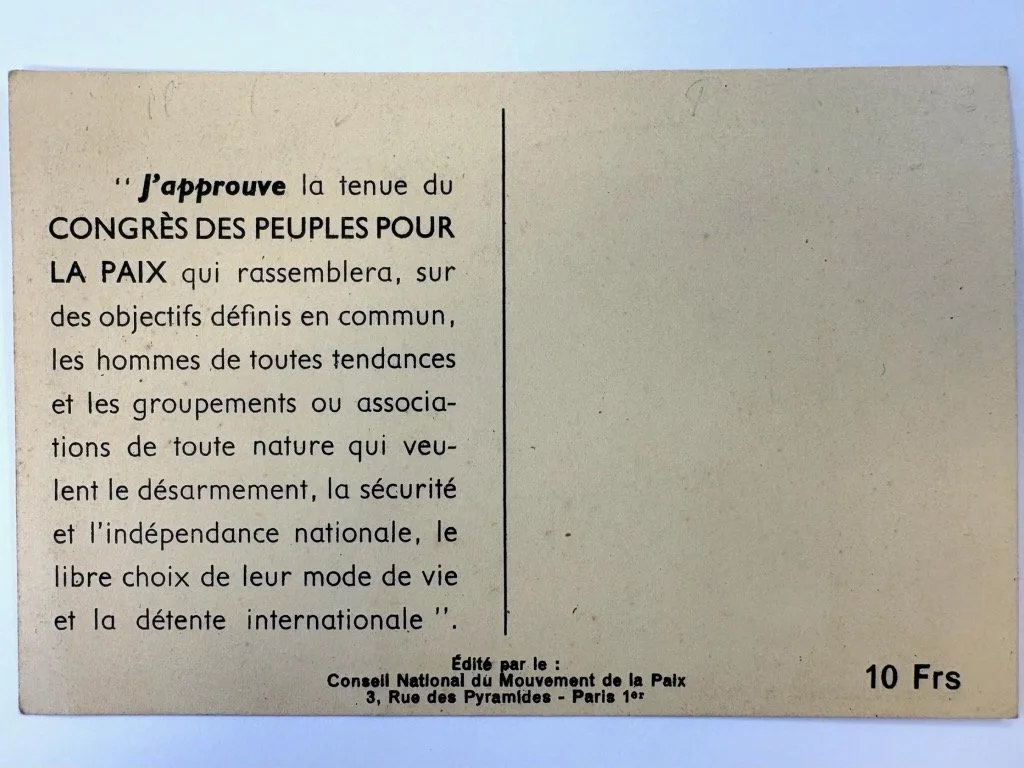 “ J'approuve la tenue du
CONGRÈS DES PEUPLES POUR
LA PAIX qui rassemblera, sur
des objectifs définis en commun,
les hommes de toutes tendances
et les groupements ou associa-
tions de toute nature qui veu-
lent le désarmement, la sécurité
et l'indépendance nationale, le
libre choix de leur mode de vie
et la détente internationale ”.
Édité par le :
Conseil National du Mouvement de la Paix
3, Rue des Pyramides - Paris 1er
10 Frs